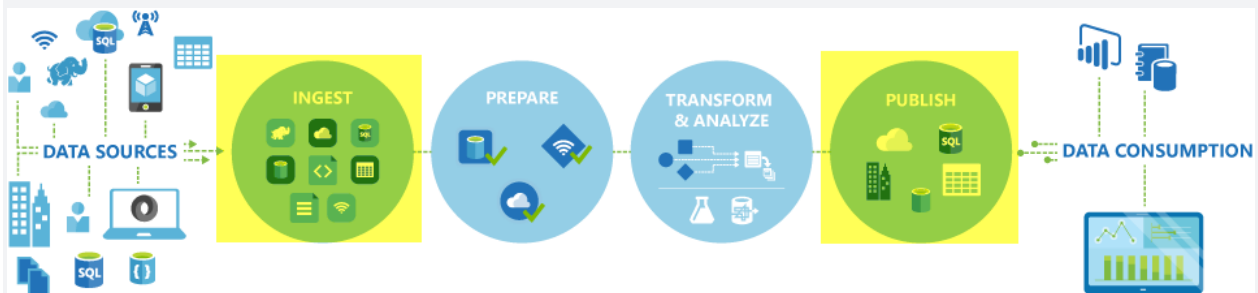 SQL
DATA SOURCES
SQL
{ }
INGEST
SQL
<>
PREPARE
TRANSFORM
& ANALYZE
PUBLISH
SQL
DATA CONSUMPTION